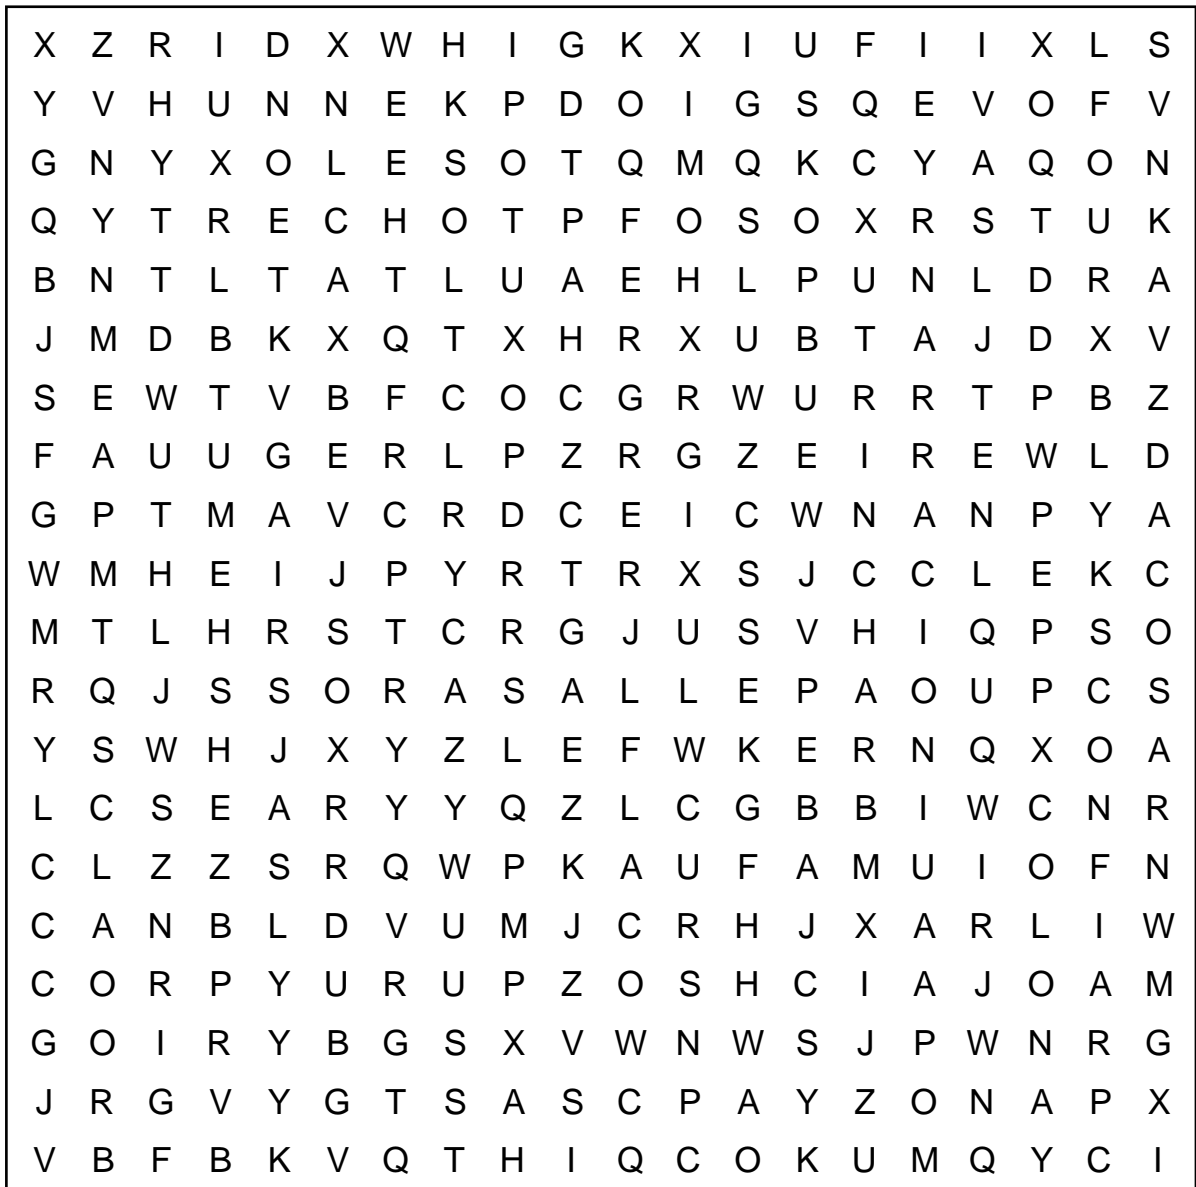 X Z R I D X W H I G K X I U F I I X L S
Y V H U N N E K P D O I G S Q E V O F V
G N Y X O L E S O T Q M Q K C Y A Q O N
Q Y T R E C H O T P F O S O X R S T U K
B N T L T A T L U A E H L P U N L D R A
J M D B K X Q T X H R X U B T A J D X V
S E W T V B F C O C G R W U R R T P B Z
F A U U G E R L P Z R G Z E I R E W L D
G P T M A V C R D C E I C W N A N P Y A
W M H E I J P Y R T R X S J C C L E K C
M T L H R S T C R G J U S V H I Q P S O
R Q J S S O R A S A L L E P A O U P C S
Y S W H J X Y Z L E F W K E R N Q X O A
L C S E A R Y Y Q Z L C G B B I W C N R
C L Z Z S R Q W P K A U F A M U I O F N
C A N B L D V U M J C R H J X A R L I W
C O R P Y U R U P Z O S H C I A J O A M
G O I R Y B G S X V W N W S J P W N R G
J R G V Y G T S A S C P A Y Z O N A P X
V B F B K V Q T H I Q C O K U M Q Y C I